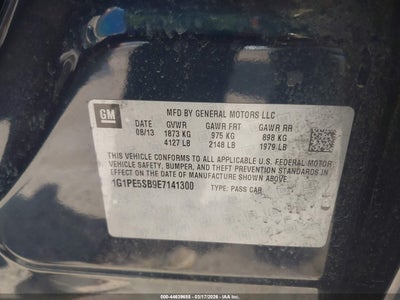 GM
MFD BY GENERAL MOTORS LLC
DATE GVWR GAWR FRT GAWR RR
08/13 1873 KG 975 KG 898 KG
4127 LB 2148 LB 1979 LB
THIS VEHICLE CONFORMS TO ALL APPLICABLE U.S. FEDERAL MOTOR
VEHICLE SAFETY, BUMPER, AND THEFT PREVENTION STANDARDS
IN EFFECT ON THE DATE OF MANUFACTURE SHOWN ABOVE.
1G1PE5SB9E7141300 TYPE: PASS CAR
000-44639655 - 03/17/2026 - IAA, Inc.